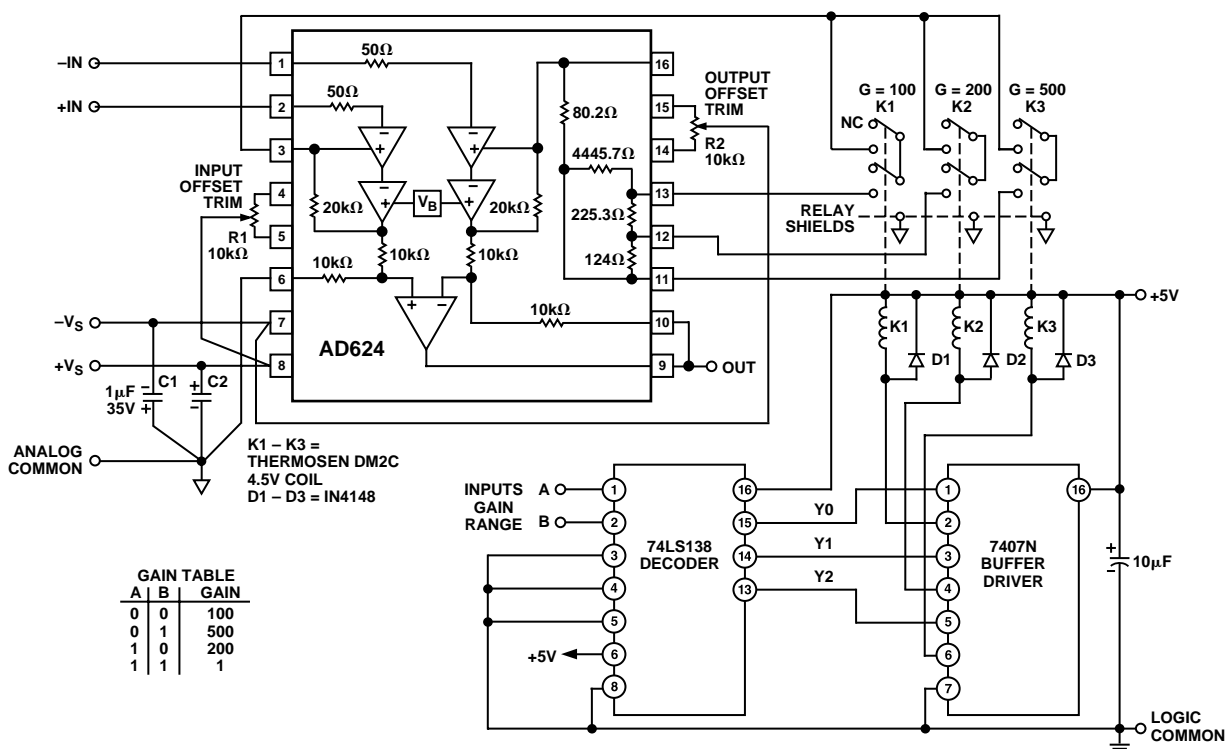 −IN
+IN
1
2
3
4
5
6
7
8
50Ω
50Ω
−
+
−
+
−
+
−
+
VB
20kΩ
20kΩ
10kΩ
10kΩ
10kΩ
+
−
10kΩ
AD624
80.2Ω
4445.7Ω
225.3Ω
124Ω
16
15
14
13
12
11
10
9
OUT
INPUT
OFFSET
TRIM
R1
10kΩ
OUTPUT
OFFSET
TRIM
R2
10kΩ
G = 100
K1
G = 200
K2
G = 500
K3
NC
RELAY
SHIELDS
−VS
+VS
1µF
35V
−
+
C1
+
−
C2
ANALOG
COMMON
K1 – K3 =
THERMOSEN DM2C
4.5V COIL
D1 – D3 = IN4148
+5V
K1
D1
K2
D2
K3
D3
INPUTS
GAIN
RANGE
A
B
1
2
3
4
5
6
8
74LS138
DECODER
16
15
14
13
+5V
Y0
Y1
Y2
1
2
3
4
5
6
7
7407N
BUFFER
DRIVER
16
+
−
10µF
LOGIC
COMMON
GAIN TABLE
A B GAIN
0 0 100
0 1 500
1 0 200
1 1 1